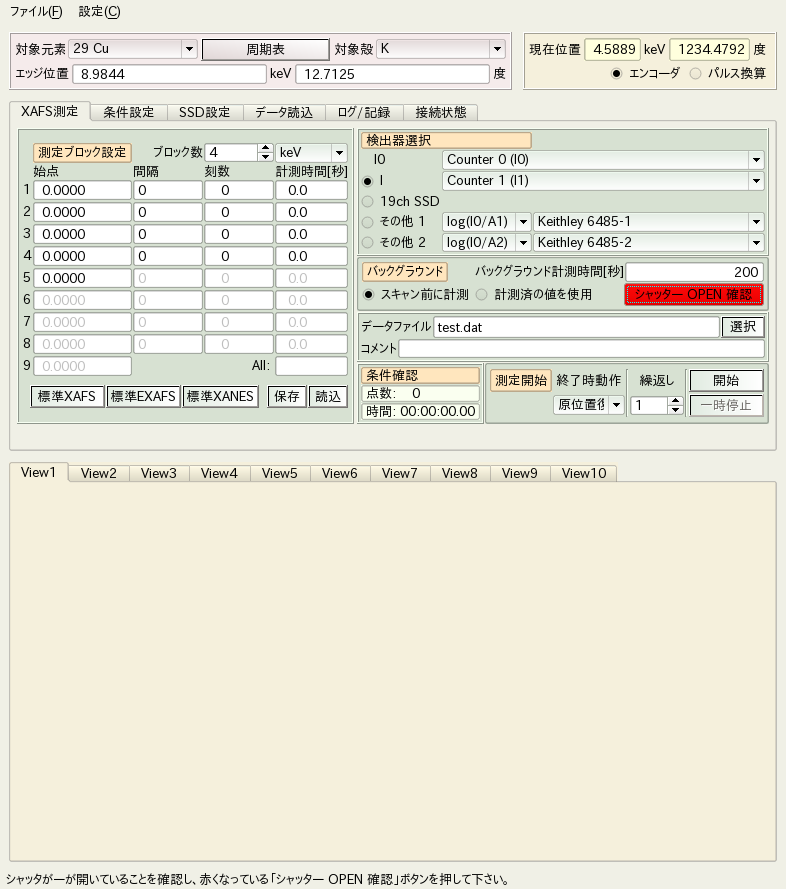 ファイル(F) 設定(C)
対象元素 29 Cu 周期表 対象殻 K
エッジ位置 8.9844 keV 12.7125 度
現在位置 4.5889 keV 1234.4792 度
エンコーダ パルス換算
XAFS測定 条件設定 SSD設定 データ読込 ログ/記録 接続状態
測定ブロック設定 ブロック数 4 keV
始点 間隔 刻数 計測時間[秒]
1 0.0000 0 0 0.0
2 0.0000 0 0 0.0
3 0.0000 0 0 0.0
4 0.0000 0 0 0.0
5 0.0000 0 0 0.0
6 0.0000 0 0 0.0
7 0.0000 0 0 0.0
8 0.0000 0 0 0.0
9 0.0000 All:
標準XAFS 標準EXAFS 標準XANES 保存 読込
検出器選択
I0 Counter 0 (I0)
I Counter 1 (I1)
19ch SSD
その他 1 log(I0/A1) Keithley 6485-1
その他 2 log(I0/A2) Keithley 6485-2
バックグラウンド バックグラウンド計測時間[秒] 200
スキャン前に計測 計測済の値を使用 シャッター OPEN 確認
データファイル test.dat 選択
コメント
条件確認
点数: 0
時間: 00:00:00.00
測定開始 終了時動作 繰返し 開始
原位置復 1 一時停止
View1 View2 View3 View4 View5 View6 View7 View8 View9 View10
シャッタが一が開いていることを確認し、赤くなっている「シャッター OPEN 確認」ボタンを押して下さい。